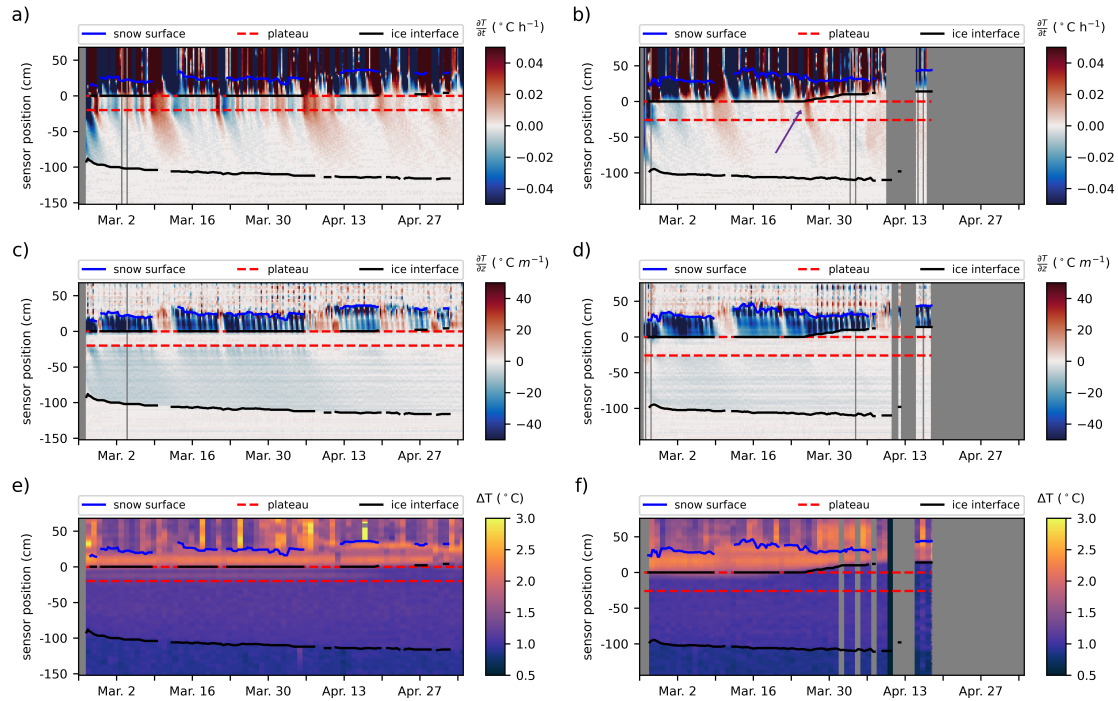 a)
∂T/∂t (°C h⁻¹)
snow surface plateau ice interface
sensor position (cm)
50
0
-50
-100
-150
Mar. 2 Mar. 16 Mar. 30 Apr. 13 Apr. 27
0.04
0.02
0.00
−0.02
−0.04
b)
∂T/∂t (°C h⁻¹)
snow surface plateau ice interface
sensor position (cm)
50
0
-50
-100
Mar. 2 Mar. 16 Mar. 30 Apr. 13 Apr. 27
0.04
0.02
0.00
−0.02
−0.04
c)
∂T/∂z (°C m⁻¹)
snow surface plateau ice interface
sensor position (cm)
50
0
-50
-100
-150
Mar. 2 Mar. 16 Mar. 30 Apr. 13 Apr. 27
40
20
0
−20
−40
d)
∂T/∂z (°C m⁻¹)
snow surface plateau ice interface
sensor position (cm)
50
0
-50
-100
Mar. 2 Mar. 16 Mar. 30 Apr. 13 Apr. 27
40
20
0
−20
−40
e)
ΔT (°C)
snow surface plateau ice interface
sensor position (cm)
50
0
-50
-100
-150
Mar. 2 Mar. 16 Mar. 30 Apr. 13 Apr. 27
3.0
2.5
2.0
1.5
1.0
0.5
f)
ΔT (°C)
snow surface plateau ice interface
sensor position (cm)
50
0
-50
-100
Mar. 2 Mar. 16 Mar. 30 Apr. 13 Apr. 27
3.0
2.5
2.0
1.5
1.0
0.5